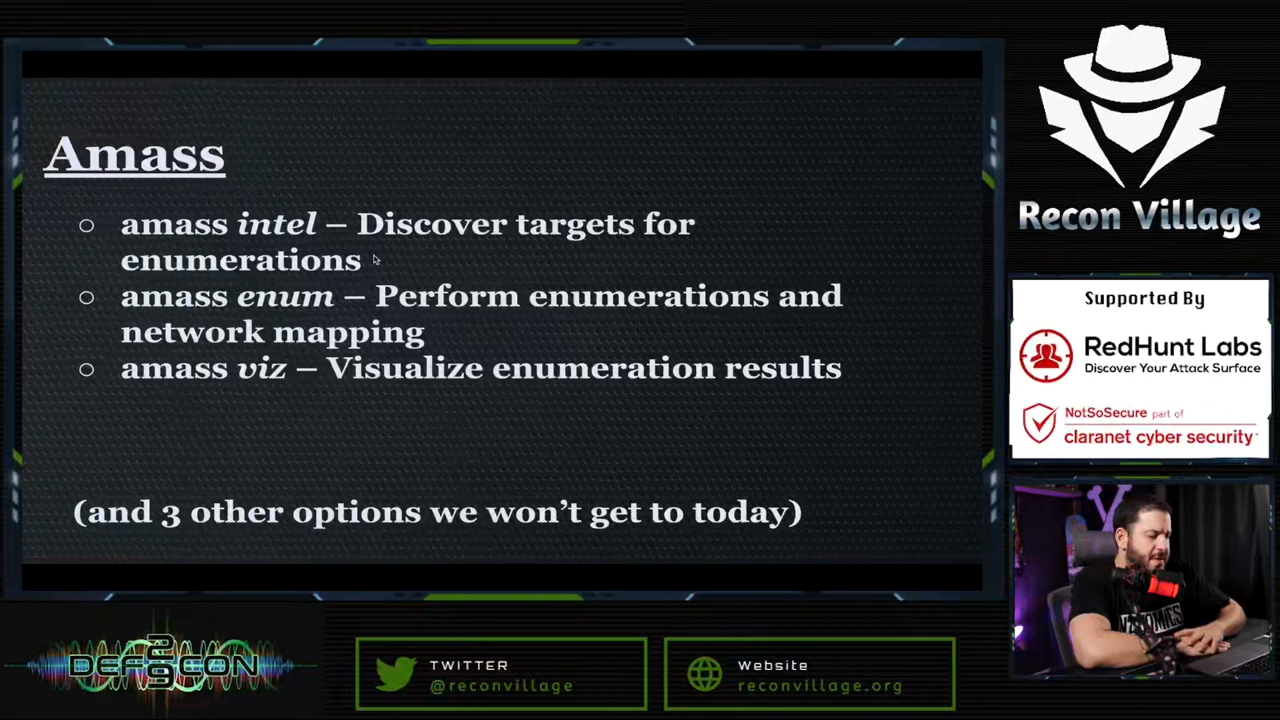 Amass
○ amass intel – Discover targets for
enumerations
○ amass enum – Perform enumerations and
network mapping
○ amass viz – Visualize enumeration results
(and 3 other options we won’t get to today)
Recon Village
Supported By
RedHunt Labs
Discover Your Attack Surface
NotSoSecure part of
claranet cyber security
DEF CON
29
TWITTER
@reconvillage
Website
reconvillage.org